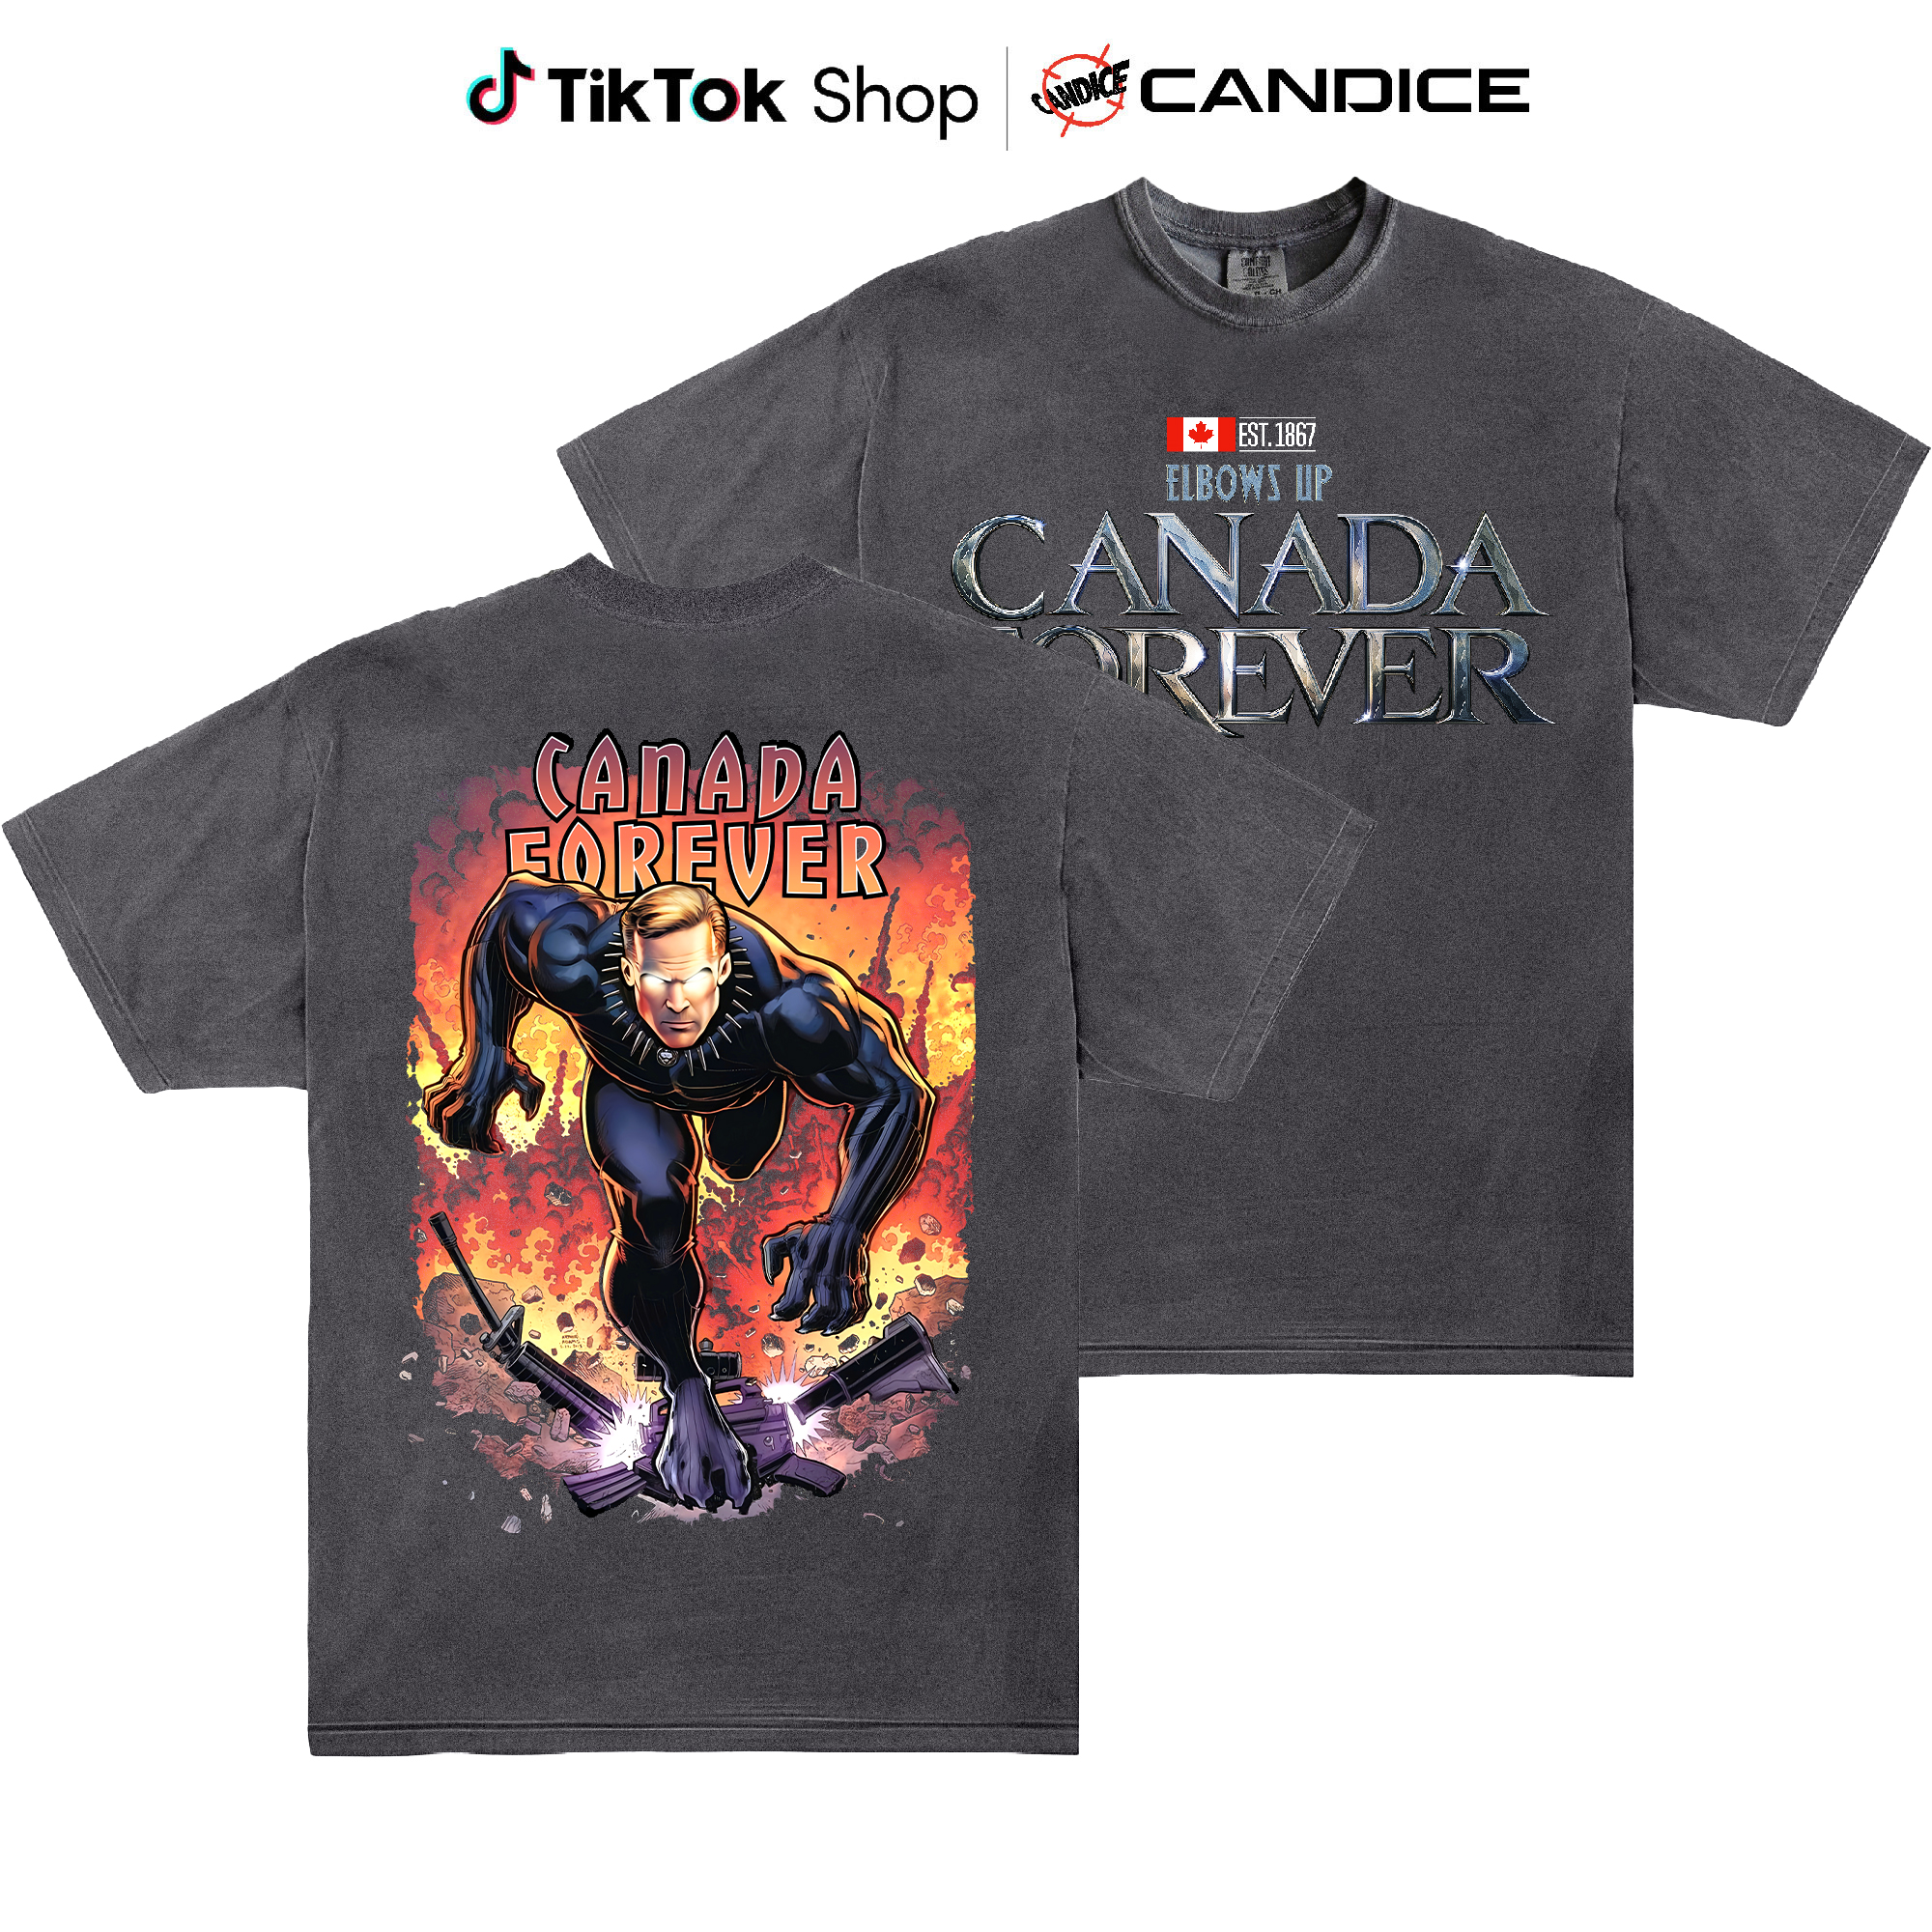 TikTok Shop
CANDICE
CANDICE
EST. 1867
ELBOWS UP
CANADA
FOREVER
CANADA
FOREVER